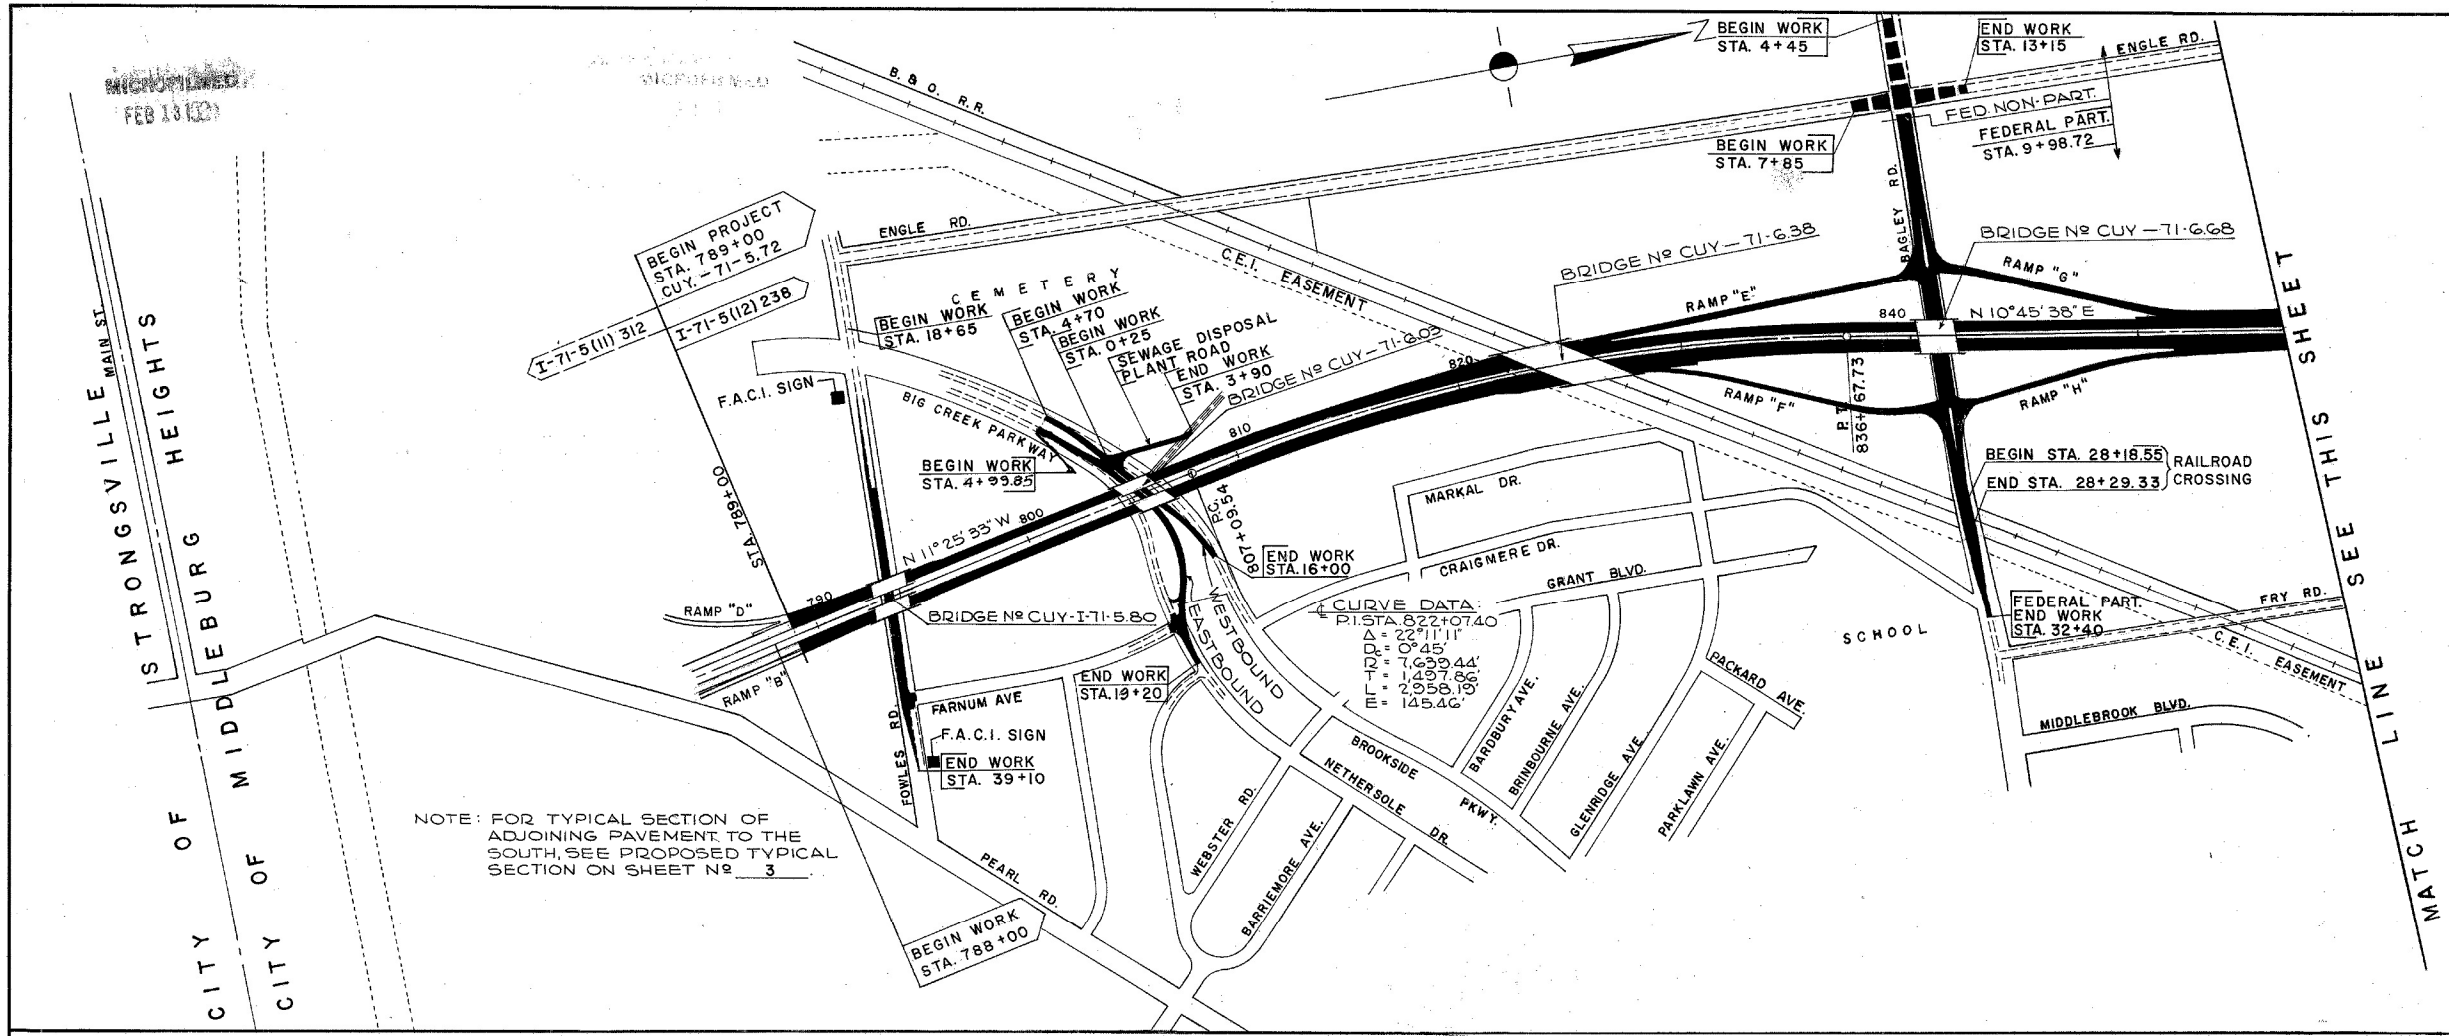 MICROFILMED
FEB 13
MICROFILMED
B. & O. R.R.
BEGIN WORK
STA. 4+45
END WORK
STA. 13+15
ENGLE RD.
FED. NON-PART.
FEDERAL PART.
STA. 9+98.72
BEGIN WORK
STA. 7+85
BAGLEY RD.
BRIDGE Nº CUY-71-6.68
BRIDGE Nº CUY-71-6.38
RAMP "E"
RAMP "G"
840
N 10°45'38" E
BEGIN PROJECT
STA. 789+00
CUY.-71-5.72
I-71-5(11) 312
I-71-5(12) 238
ENGLE RD.
C.E.I. EASEMENT
CEMETERY
BEGIN WORK
STA. 18+65
BEGIN WORK
STA. 4+70
BEGIN WORK
STA. 0+25
SEWAGE DISPOSAL
PLANT ROAD
END WORK
STA. 3+90
BRIDGE Nº CUY-71-6.03
820
810
F.A.C.I. SIGN
BIG CREEK PARKWAY
BEGIN WORK
STA. 4+99.85
RAMP "F"
RAMP "H"
P.T.
836+67.73
BEGIN STA. 28+18.55
END STA. 28+29.33
RAILROAD
CROSSING
STA. 789+00
N 11°25'33" W
800
790
P.C.
807+09.54
END WORK
STA. 16+00
MARKAL DR.
CRAIGMERE DR.
GRANT BLVD.
RAMP "D"
RAMP "B"
BRIDGE Nº CUY-I-71-5.80
WESTBOUND
EASTBOUND
℄ CURVE DATA:
P.I. STA. 822+07.40
Δ = 22°11'11"
Dc = 0°45'
R = 7,639.44'
T = 1,497.86'
L = 2,958.19'
E = 145.46'
SCHOOL
FEDERAL PART.
END WORK
STA. 32+40
FRY RD.
C.E.I. EASEMENT
MIDDLEBROOK BLVD.
END WORK
STA. 19+20
FARNUM AVE
F.A.C.I. SIGN
END WORK
STA. 39+10
FOWLES RD.
BROOKSIDE PKWY.
NETHERSOLE DR.
BARDBURY AVE.
BRINBOURNE AVE.
GLENRIDGE AVE.
PARKLAWN AVE.
PACKARD AVE.
WEBSTER RD.
BARRIEMORE AVE.
PEARL RD.
BEGIN WORK
STA. 788+00
NOTE: FOR TYPICAL SECTION OF
ADJOINING PAVEMENT TO THE
SOUTH, SEE PROPOSED TYPICAL
SECTION ON SHEET Nº 3
MAIN ST.
CITY OF STRONGSVILLE
CITY OF MIDDLEBURG HEIGHTS
MATCH LINE SEE THIS SHEET